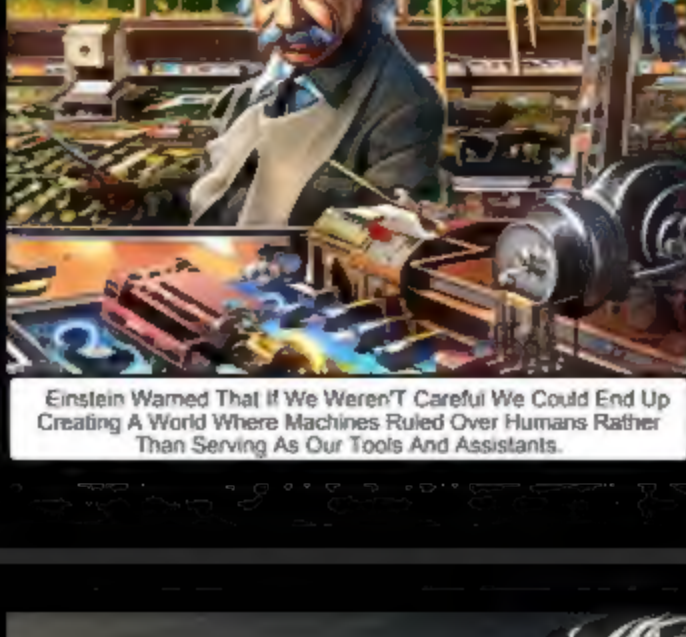 Einstein Warned That If We Weren'T Careful We Could End Up
Creating A World Where Machines Ruled Over Humans Rather
Than Serving As Our Tools And Assistants.